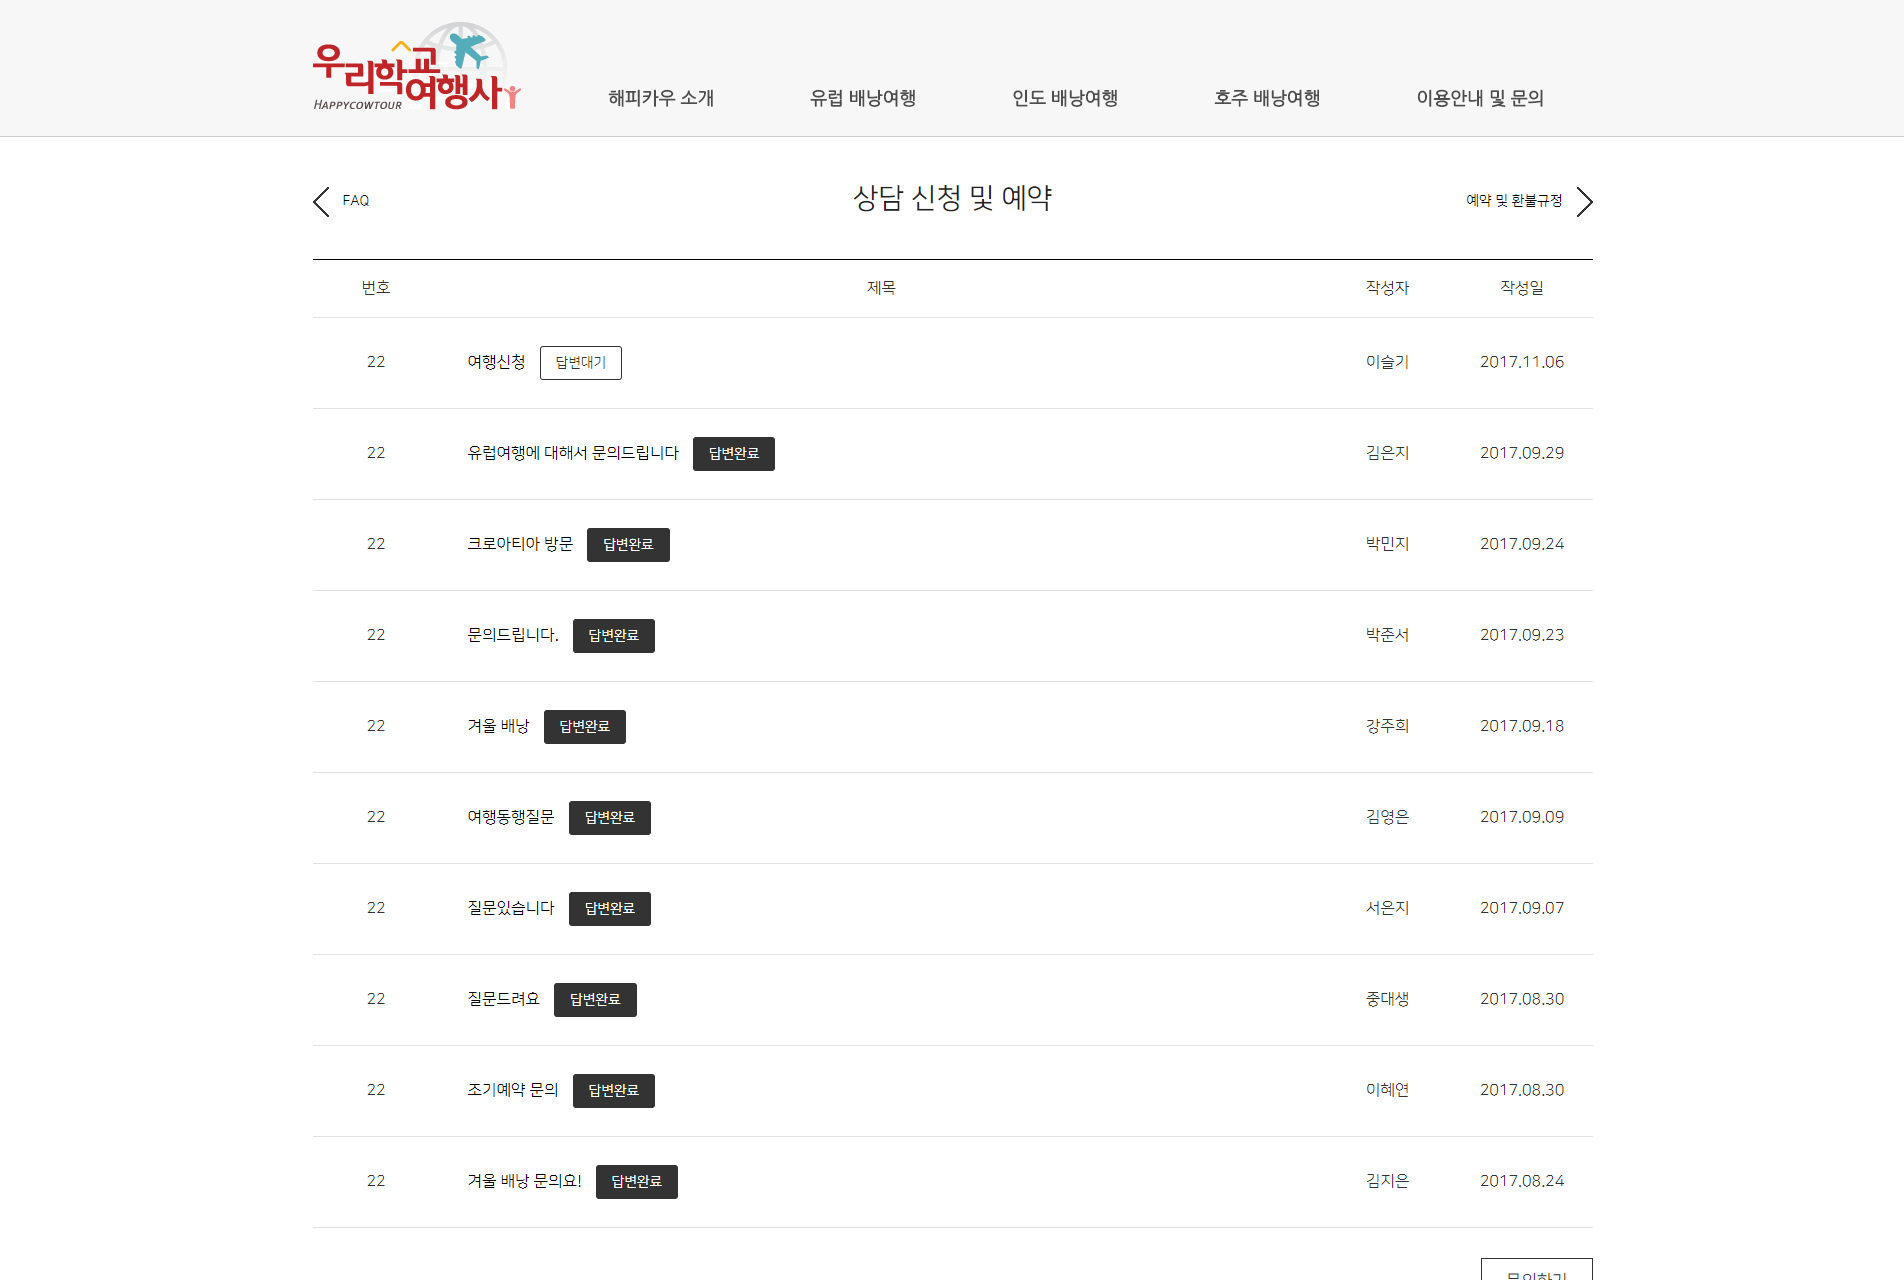 우리학교
여행사
HAPPYCOWTOUR
해피카우 소개 유럽 배낭여행 인도 배낭여행 호주 배낭여행 이용안내 및 문의
FAQ 상담 신청 및 예약 예약 및 환불규정
번호 제목 작성자 작성일
22 여행신청 답변대기 이슬기 2017.11.06
22 유럽여행에 대해서 문의드립니다 답변완료 김은지 2017.09.29
22 크로아티아 방문 답변완료 박민지 2017.09.24
22 문의드립니다. 답변완료 박준서 2017.09.23
22 겨울 배낭 답변완료 강주희 2017.09.18
22 여행동행질문 답변완료 김영은 2017.09.09
22 질문있습니다 답변완료 서은지 2017.09.07
22 질문드려요 답변완료 중대생 2017.08.30
22 조기예약 문의 답변완료 이혜연 2017.08.30
22 겨울 배낭 문의요! 답변완료 김지은 2017.08.24
문의하기